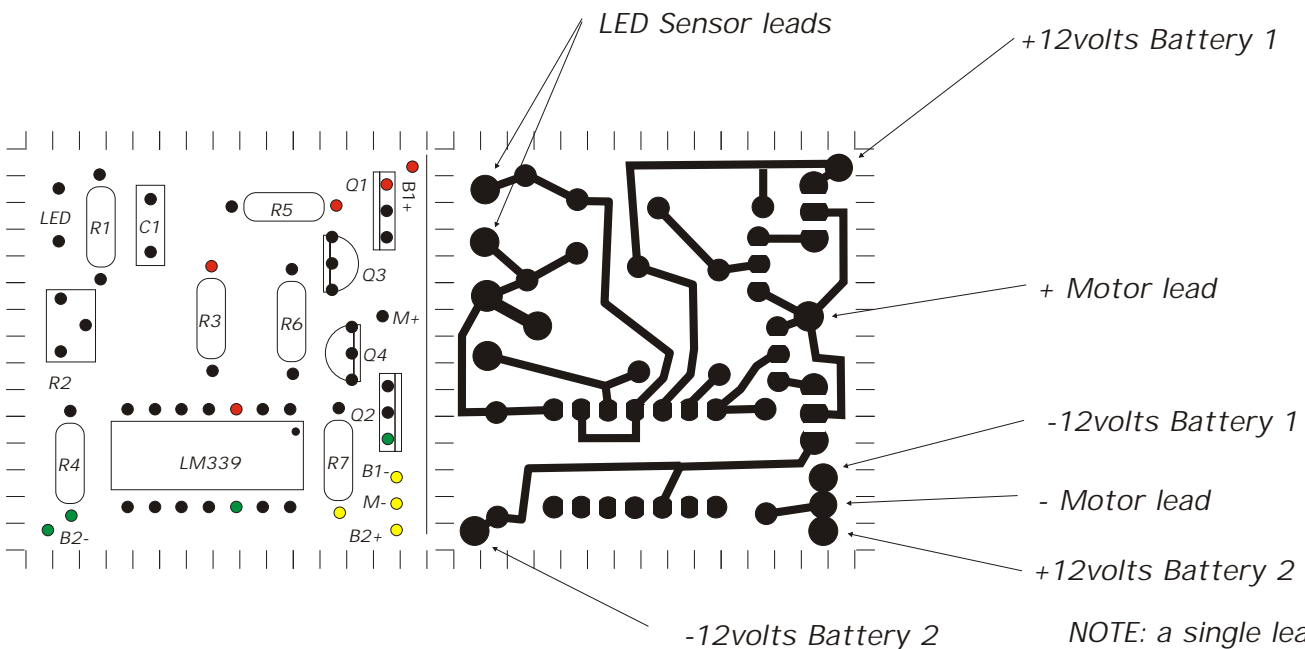 LED Sensor leads
+12volts Battery 1
Q1
B1+
LED
R1
C1
R5
Q3
+ Motor lead
R3
R6
M+
Q4
R2
Q2
-12volts Battery 1
R4
LM339
R7
B1-
- Motor lead
M-
B2-
B2+
+12volts Battery 2
-12volts Battery 2
NOTE: a single lea